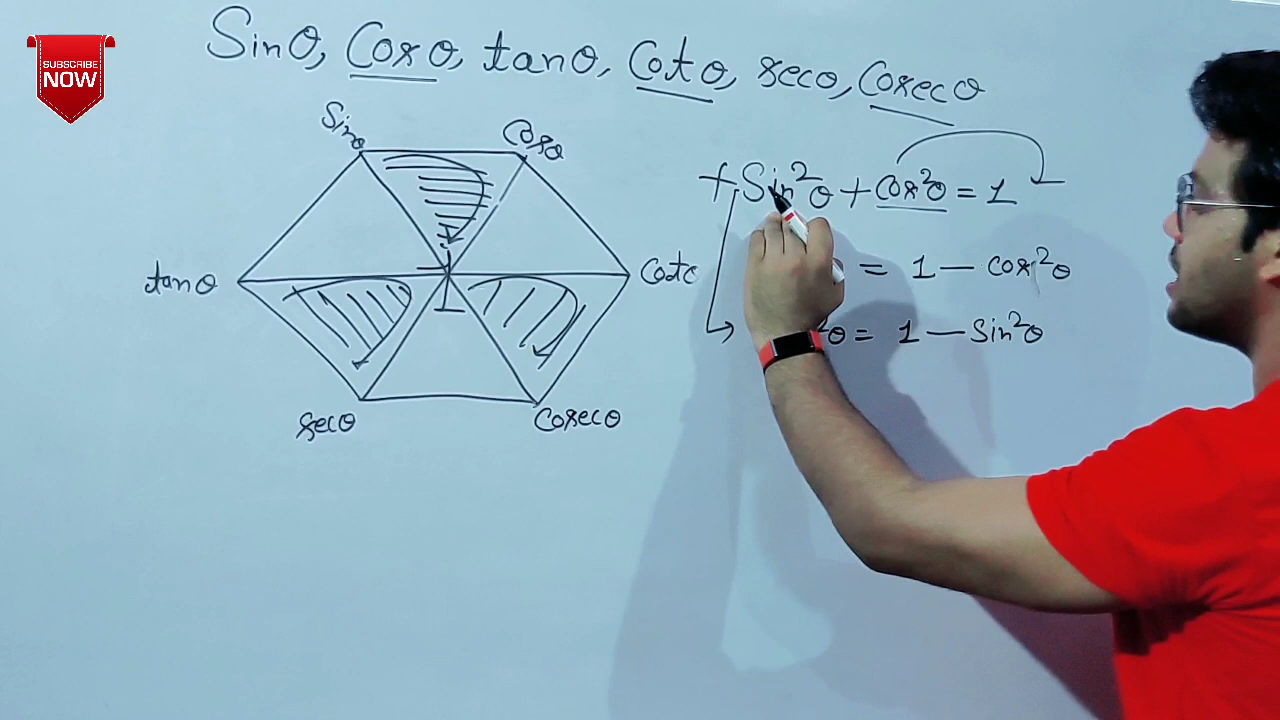 SUBSCRIBE
NOW
Sinθ, Cosθ, tanθ, Cotθ, secθ, Cosecθ
Sinθ
Cosθ
tanθ
1
secθ
Cosecθ
+ Sin²θ + Cos²θ = 1
= 1 — Cos²θ
²θ = 1 — Sin²θ